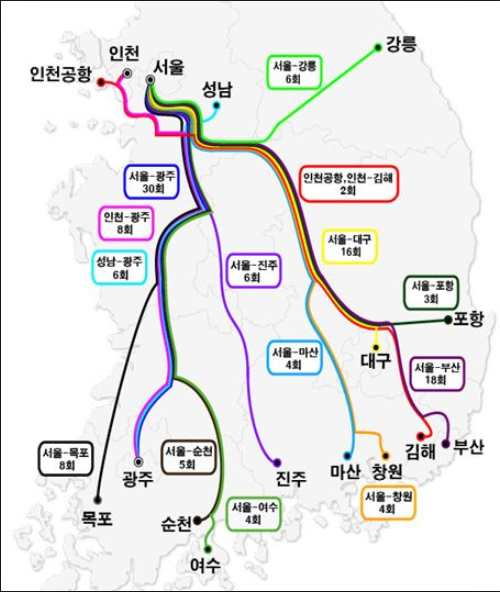 강릉
인천
서울
인천공항
성남
서울-강릉
6회
서울-광주
30회
인천공항,인천-김해
2회
인천-광주
8회
서울-대구
16회
성남-광주
6회
서울-진주
6회
서울-포항
3회
포항
대구
서울-마산
4회
서울-부산
18회
서울-목포
8회
서울-순천
5회
광주
진주
마산
창원
김해
부산
서울-창원
4회
목포
순천
서울-여수
4회
여수